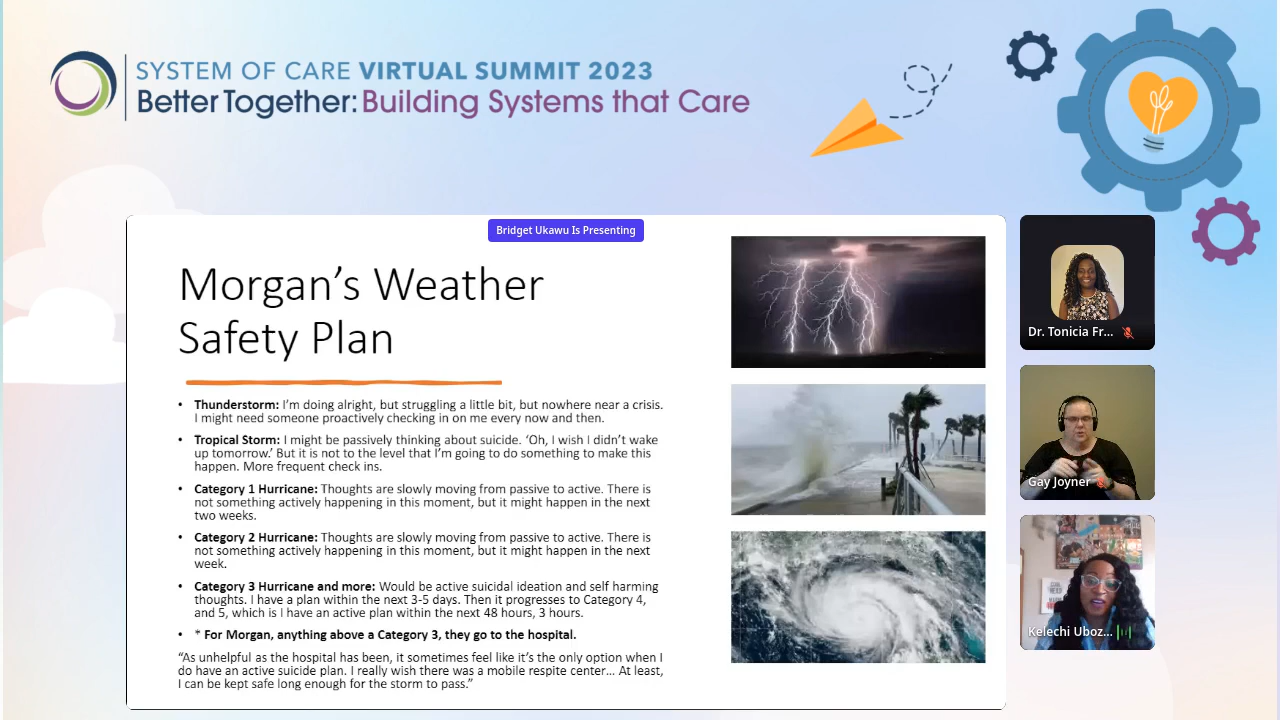 SYSTEM OF CARE VIRTUAL SUMMIT 2023
Better Together: Building Systems that Care
Bridget Ukawu Is Presenting
Morgan’s Weather
Safety Plan
• Thunderstorm: I’m doing alright, but struggling a little bit, but nowhere near a crisis.
I might need someone proactively checking in on me every now and then.
• Tropical Storm: I might be passively thinking about suicide. ‘Oh, I wish I didn’t wake
up tomorrow.’ But it is not to the level that I’m going to do something to make this
happen. More frequent check ins.
• Category 1 Hurricane: Thoughts are slowly moving from passive to active. There is
not something actively happening in this moment, but it might happen in the next
two weeks.
• Category 2 Hurricane: Thoughts are slowly moving from passive to active. There is
not something actively happening in this moment, but it might happen in the next
week.
• Category 3 Hurricane and more: Would be active suicidal ideation and self harming
thoughts. I have a plan within the next 3-5 days. Then it progresses to Category 4,
and 5, which is I have an active plan within the next 48 hours, 3 hours.
• * For Morgan, anything above a Category 3, they go to the hospital.
“As unhelpful as the hospital has been, it sometimes feel like it’s the only option when I
do have an active suicide plan. I really wish there was a mobile respite center… At least,
I can be kept safe long enough for the storm to pass.”
Dr. Tonicia Fr...
Gay Joyner
Kelechi Uboz...